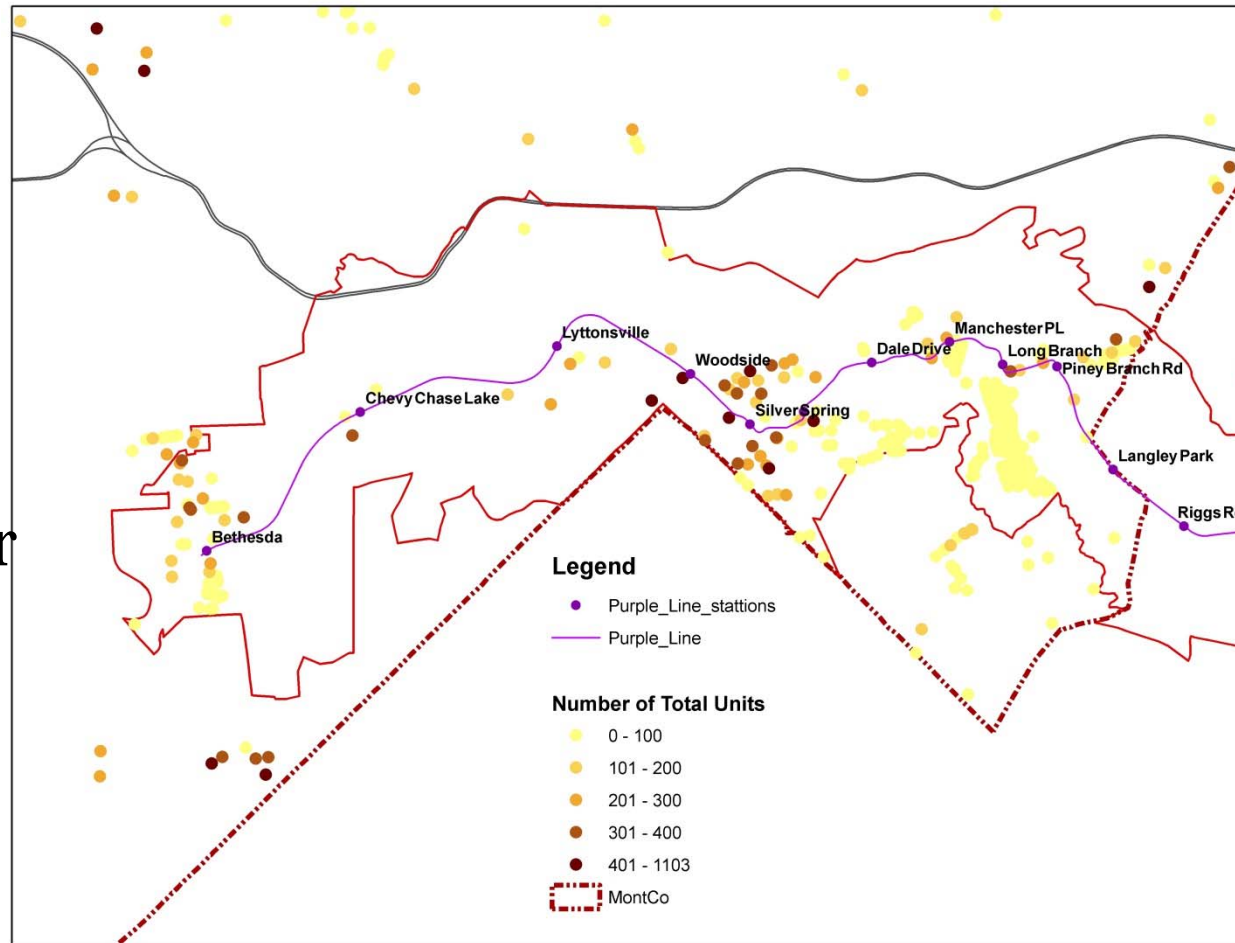 Lyttonsville
Manchester PL
Woodside
Dale Drive
Long Branch
Piney Branch Rd
Chevy Chase Lake
Silver Spring
Langley Park
Riggs R
r
Bethesda
Legend
Purple_Line_stattions
Purple_Line
Number of Total Units
0 - 100
101 - 200
201 - 300
301 - 400
401 - 1103
MontCo